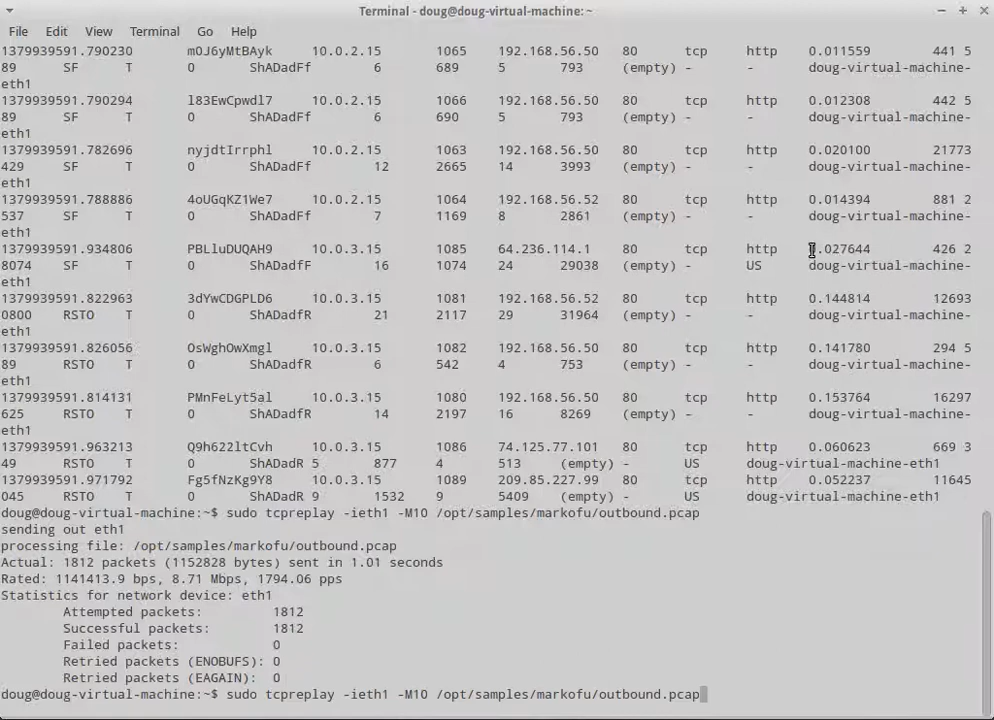 Terminal - doug@doug-virtual-machine:~
File Edit View Terminal Go Help
1379939591.790230 mOJ6yMtBAyk 10.0.2.15 1065 192.168.56.50 80 tcp http 0.011559 441 5
89 SF T 0 ShADadFf 6 689 5 793 (empty) - - doug-virtual-machine-
eth1
1379939591.790294 l83EwCpwdl7 10.0.2.15 1066 192.168.56.50 80 tcp http 0.012308 442 5
89 SF T 0 ShADadFf 6 690 5 793 (empty) - - doug-virtual-machine-
eth1
1379939591.782696 nyjdtIrrphl 10.0.2.15 1063 192.168.56.50 80 tcp http 0.020100 21773
429 SF T 0 ShADadFf 12 2665 14 3993 (empty) - - doug-virtual-machine-
eth1
1379939591.788886 4oUGqKZ1We7 10.0.2.15 1064 192.168.56.52 80 tcp http 0.014394 881 2
537 SF T 0 ShADadFf 7 1169 8 2861 (empty) - - doug-virtual-machine-
eth1
1379939591.934806 PBLluDUQAH9 10.0.3.15 1085 64.236.114.1 80 tcp http 0.027644 426 2
8074 SF T 0 ShADadFf 16 1074 24 29038 (empty) - US doug-virtual-machine-
eth1
1379939591.822963 3dYwCDGPLD6 10.0.3.15 1081 192.168.56.52 80 tcp http 0.144814 12693
0800 RSTO T 0 ShADadfR 21 2117 29 31964 (empty) - - doug-virtual-machine-
eth1
1379939591.826056 OsWghOwXmgl 10.0.3.15 1082 192.168.56.50 80 tcp http 0.141780 294 5
89 RSTO T 0 ShADadfR 6 542 4 753 (empty) - - doug-virtual-machine-
eth1
1379939591.814131 PMnFeLyt5al 10.0.3.15 1080 192.168.56.50 80 tcp http 0.153764 16297
625 RSTO T 0 ShADadfR 14 2197 16 8269 (empty) - - doug-virtual-machine-
eth1
1379939591.963213 Q9h622ltCvh 10.0.3.15 1086 74.125.77.101 80 tcp http 0.060623 669 3
49 RSTO T 0 ShADadR 5 877 4 513 (empty) - US doug-virtual-machine-eth1
1379939591.971792 Fg5fNzKg9Y8 10.0.3.15 1089 209.85.227.99 80 tcp http 0.052237 11645
045 RSTO T 0 ShADadR 9 1532 9 5409 (empty) - US doug-virtual-machine-eth1
doug@doug-virtual-machine:~$ sudo tcpreplay -ieth1 -M10 /opt/samples/markofu/outbound.pcap
sending out eth1
processing file: /opt/samples/markofu/outbound.pcap
Actual: 1812 packets (1152828 bytes) sent in 1.01 seconds
Rated: 1141413.9 bps, 8.71 Mbps, 1794.06 pps
Statistics for network device: eth1
Attempted packets: 1812
Successful packets: 1812
Failed packets: 0
Retried packets (ENOBUFS): 0
Retried packets (EAGAIN): 0
doug@doug-virtual-machine:~$ sudo tcpreplay -ieth1 -M10 /opt/samples/markofu/outbound.pcap